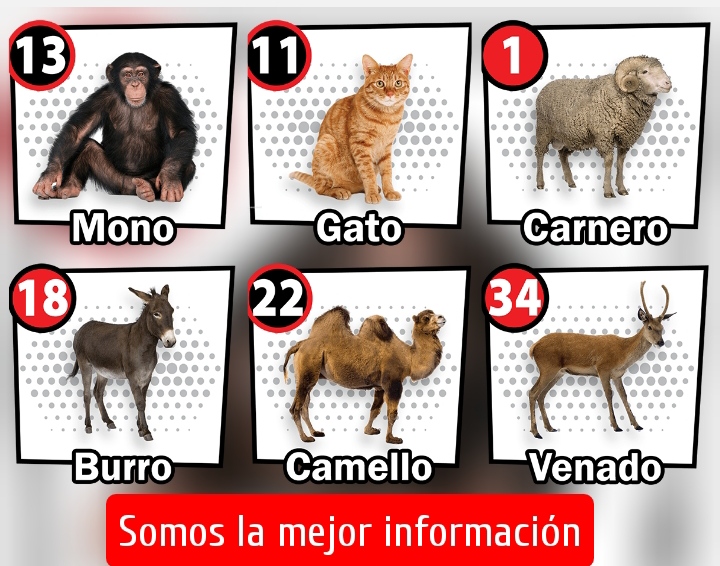 13
Mono
11
Gato
1
Carnero
18
Burro
22
Camello
34
Venado
Somos la mejor información